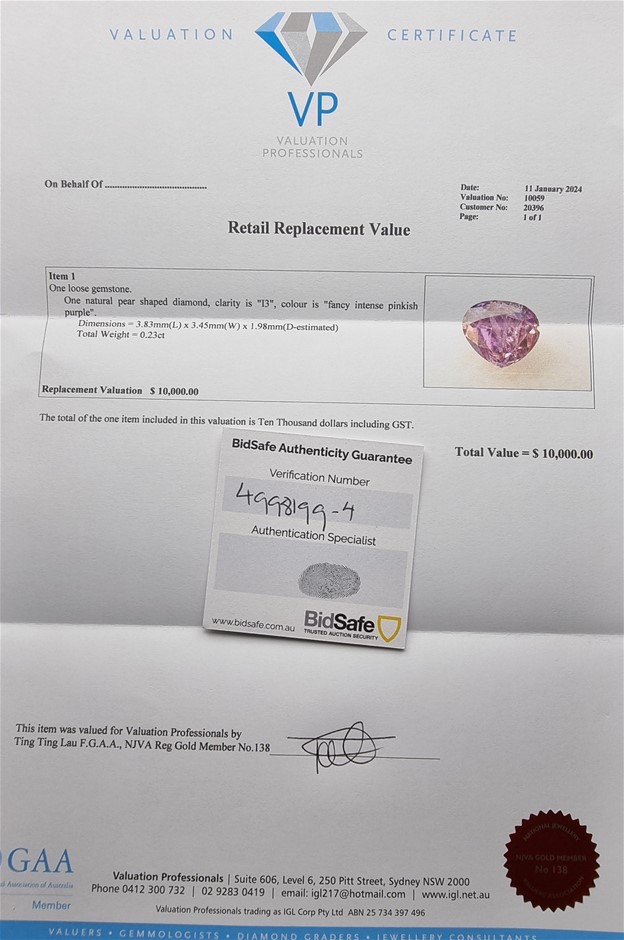 VALUATION CERTIFICATE
VP
VALUATION
PROFESSIONALS
On Behalf Of ........................................
Date: 11 January 2024
Valuation No: 10059
Customer No: 20396
Page: 1 of 1
Retail Replacement Value
Item 1
One loose gemstone.
One natural pear shaped diamond, clarity is "I3", colour is "fancy intense pinkish
purple".
Dimensions = 3.83mm(L) x 3.45mm(W) x 1.98mm(D-estimated)
Total Weight = 0.23ct
Replacement Valuation $ 10,000.00
The total of the one item included in this valuation is Ten Thousand dollars including GST.
Total Value = $ 10,000.00
BidSafe Authenticity Guarantee
Verification Number
4998199-4
Authentication Specialist
www.bidsafe.com.au
BidSafe
TRUSTED AUCTION SECURITY
This item was valued for Valuation Professionals by
Ting Ting Lau F.G.A.A., NJVA Reg Gold Member No.138
GAA
Association of Australia
Member
Valuation Professionals | Suite 606, Level 6, 250 Pitt Street, Sydney NSW 2000
Phone 0412 300 732 | 02 9283 0419 | email: igl217@hotmail.com | www.igl.net.au
Valuation Professionals trading as IGL Corp Pty Ltd ABN 25 734 397 496
NATIONAL JEWELLERY
NJVA GOLD MEMBER
No 138
VALUERS • GEMMOLOGISTS • DIAMOND GRADERS • JEWELLERY CONSULTANTS